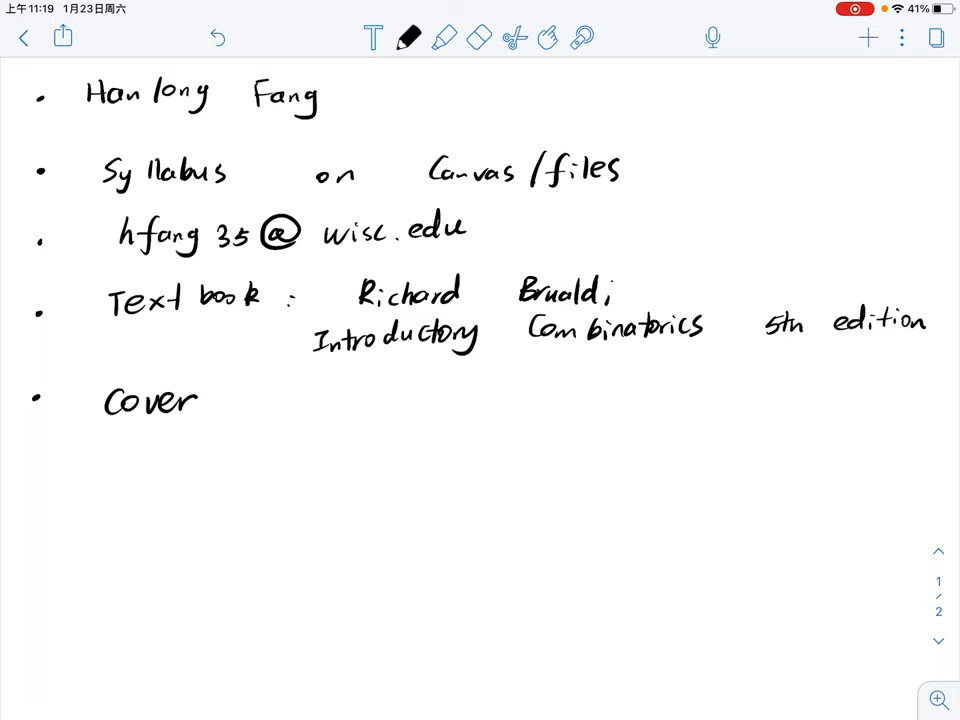 上午11:19 1月23日周六 41%
T
• Hanlong Fang
• Syllabus on Canvas/files
• hfang35@wisc.edu
• Textbook: Richard Brualdi
Introductory Combinatorics 5th edition
• Cover
1
/
2